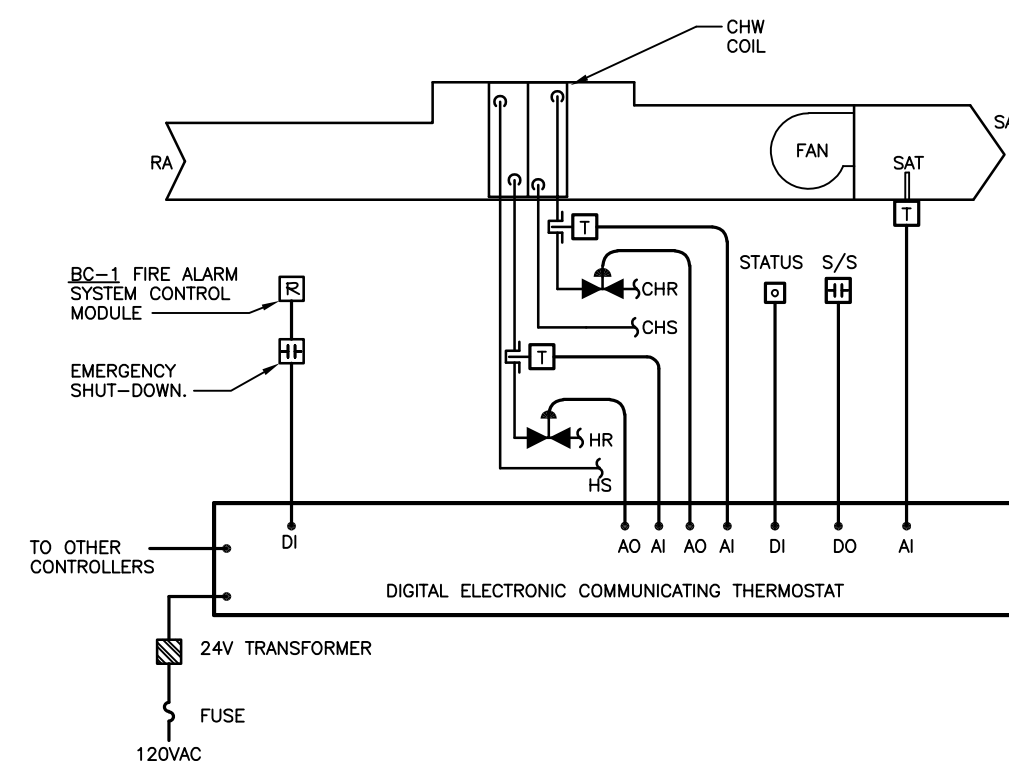 CHW
COIL
RA
FAN
SAT
SA
T
T
STATUS S/S
BC-1 FIRE ALARM
SYSTEM CONTROL
MODULE
R
CHR
CHS
T
EMERGENCY
SHUT-DOWN.
HR
HS
DI
AO AI AO AI DI DO AI
TO OTHER
CONTROLLERS
DIGITAL ELECTRONIC COMMUNICATING THERMOSTAT
24V TRANSFORMER
FUSE
120VAC